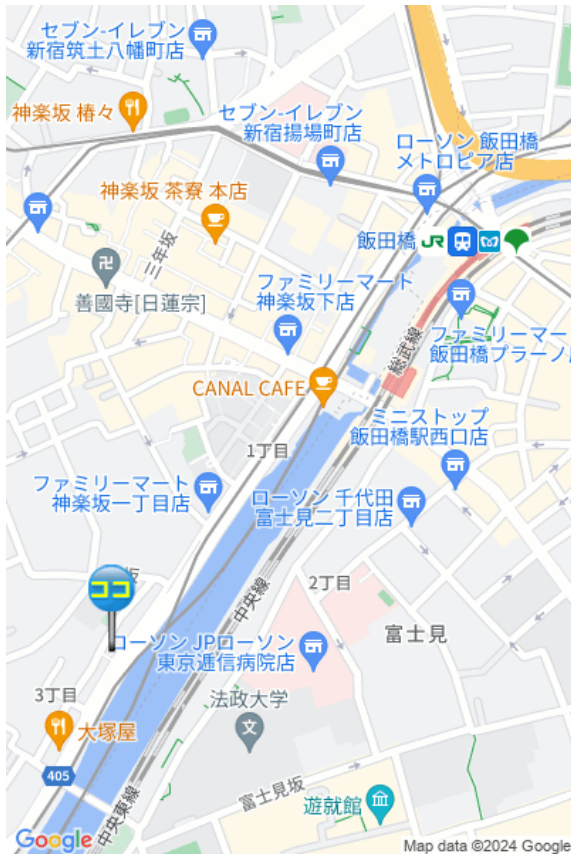 セブン-イレブン
新宿筑土八幡町店
神楽坂 椿々
セブン-イレブン
新宿揚場町店
ローソン 飯田橋
メトロピア店
神楽坂 茶寮 本店
飯田橋
JR
三年坂
卍
善國寺[日蓮宗]
ファミリーマート
神楽坂下店
総武線
ファミリーマー
飯田橋プラーノ
CANAL CAFE
ミニストップ
飯田橋駅西口店
1丁目
ファミリーマート
神楽坂一丁目店
ローソン 千代田
富士見二丁目店
ココ
中央線
2丁目
富士見
ローソン JPローソン
東京逓信病院店
3丁目
法政大学
文
大塚屋
405
中央東線
富士見坂
遊就館
Google
Map data ©2024 Google